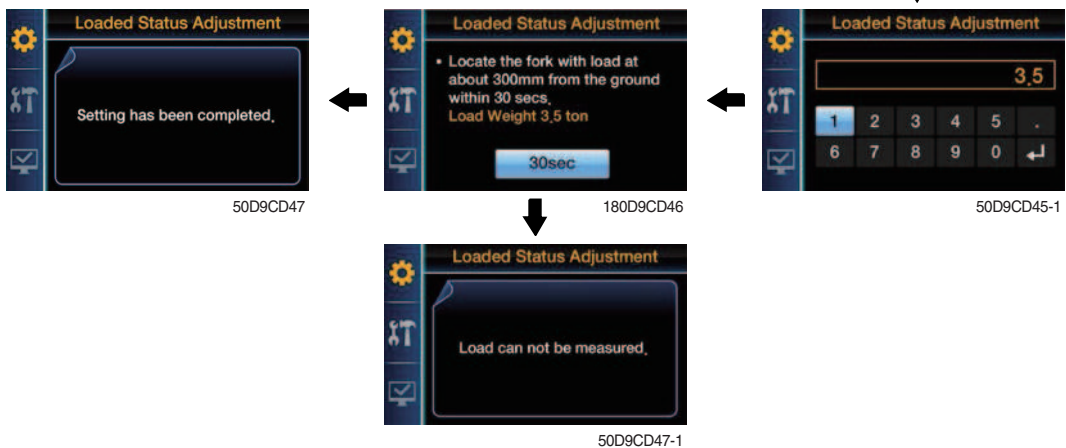 Loaded Status Adjustment
Setting has been completed.
50D9CD47
Loaded Status Adjustment
• Locate the fork with load at
about 300mm from the ground
within 30 secs.
Load Weight 3.5 ton
30sec
180D9CD46
Loaded Status Adjustment
3.5
1 2 3 4 5 .
6 7 8 9 0 ↵
50D9CD45-1
Loaded Status Adjustment
Load can not be measured.
50D9CD47-1